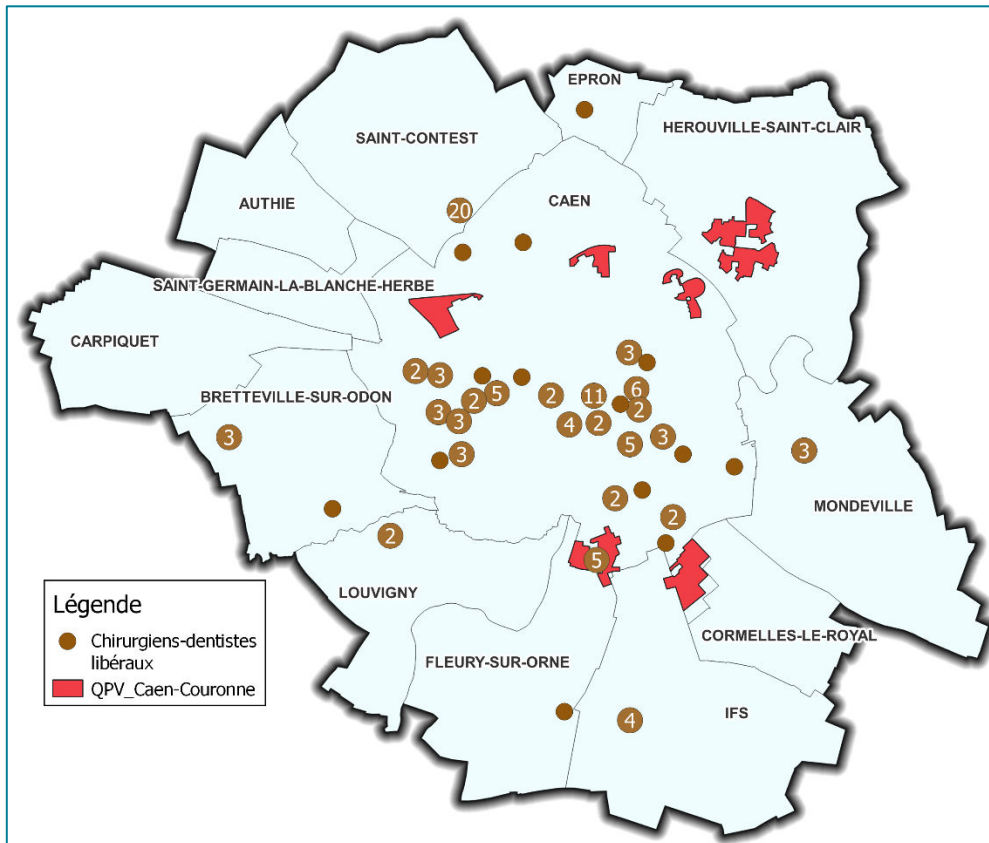 EPRON
HEROUVILLE-SAINT-CLAIR
SAINT-CONTEST
CAEN
AUTHIE
20
SAINT-GERMAIN-LA-BLANCHE-HERBE
CARPIQUET
3
2
3
BRETTEVILLE-SUR-ODON
6
5
2
2
11
2
3
3
4
2
3
3
5
3
3
2
MONDEVILLE
2
2
5
LOUVIGNY
Légende
Chirurgiens-dentistes
libéraux
QPV_Caen-Couronne
CORMELLES-LE-ROYAL
FLEURY-SUR-ORNE
IFS
4